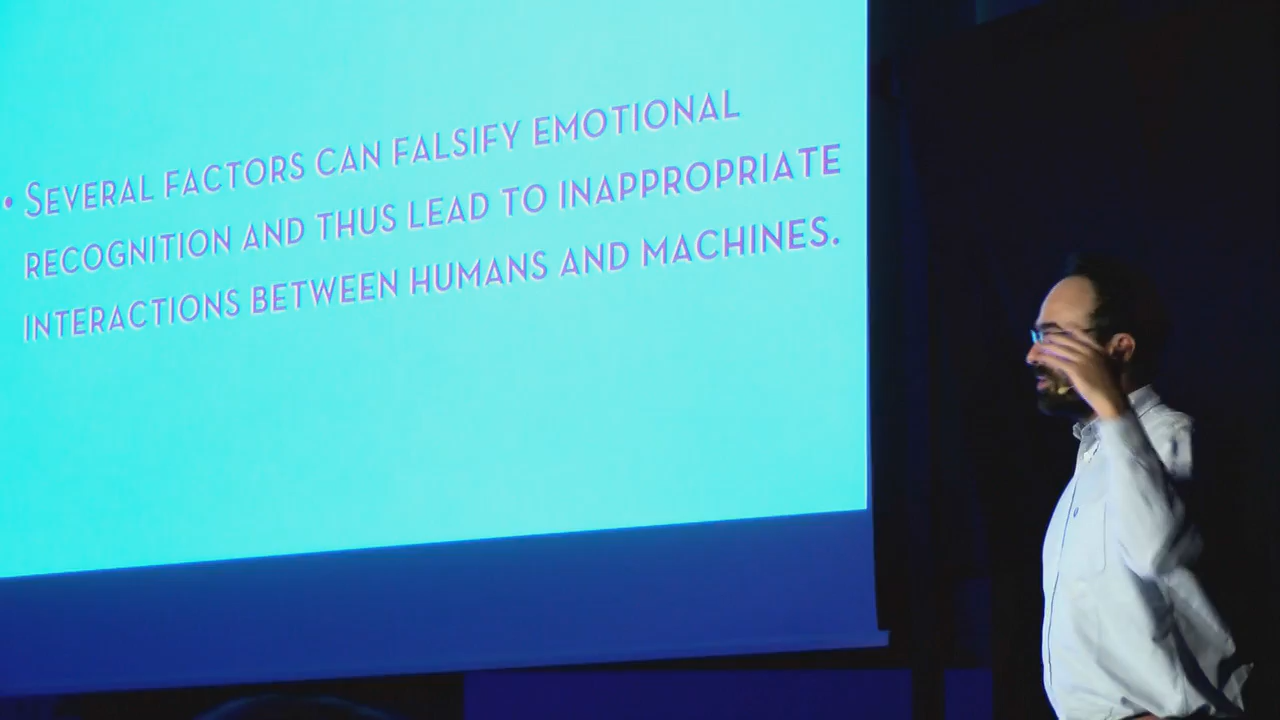 • SEVERAL FACTORS CAN FALSIFY EMOTIONAL
RECOGNITION AND THUS LEAD TO INAPPROPRIATE
INTERACTIONS BETWEEN HUMANS AND MACHINES.